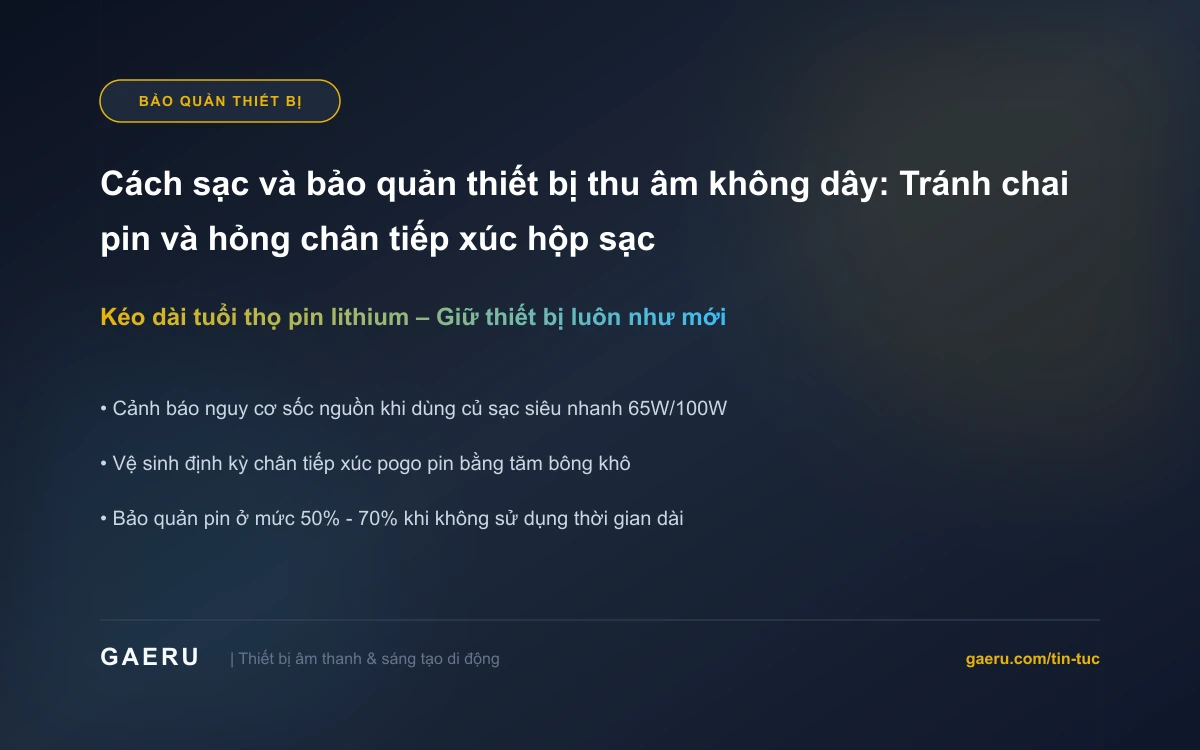 BẢO QUẢN THIẾT BỊ
Cách sạc và bảo quản thiết bị thu âm không dây: Tránh chai
pin và hỏng chân tiếp xúc hộp sạc
Kéo dài tuổi thọ pin lithium – Giữ thiết bị luôn như mới
• Cảnh báo nguy cơ sốc nguồn khi dùng củ sạc siêu nhanh 65W/100W
• Vệ sinh định kỳ chân tiếp xúc pogo pin bằng tăm bông khô
• Bảo quản pin ở mức 50% - 70% khi không sử dụng thời gian dài
GAERU | Thiết bị âm thanh & sáng tạo di động gaeru.com/tin-tuc